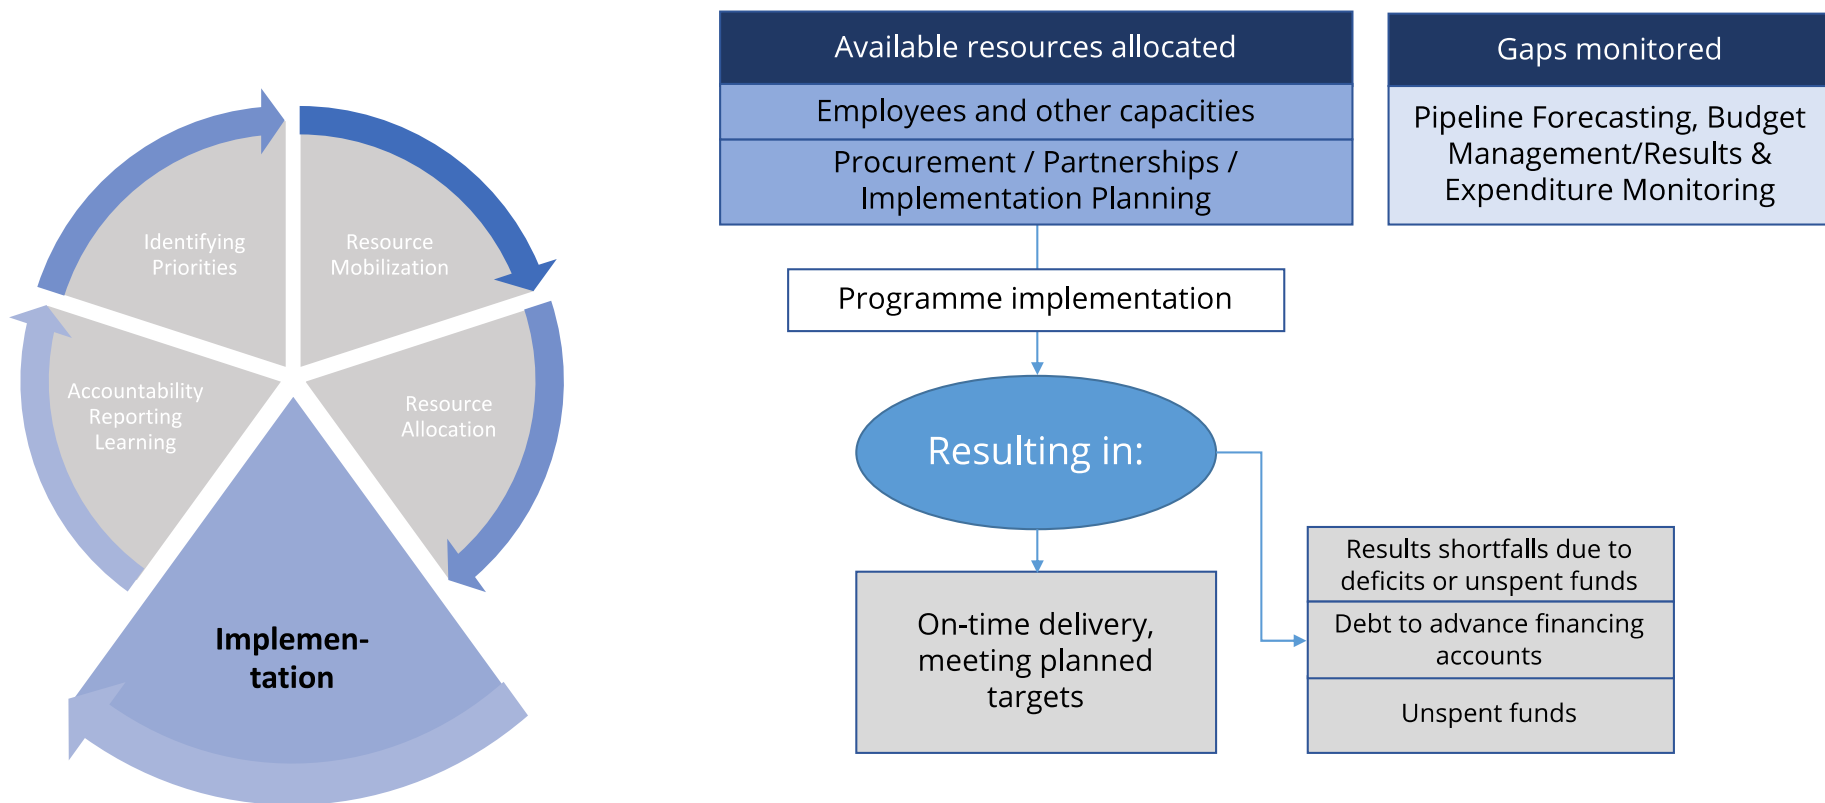 Identifying
Priorities
Resource
Mobilization
Accountability
Reporting
Learning
Resource
Allocation
Implemen-
tation
Available resources allocated
Employees and other capacities
Procurement / Partnerships /
Implementation Planning
Gaps monitored
Pipeline Forecasting, Budget
Management/Results &
Expenditure Monitoring
Programme implementation
Resulting in:
On-time delivery,
meeting planned
targets
Results shortfalls due to
deficits or unspent funds
Debt to advance financing
accounts
Unspent funds